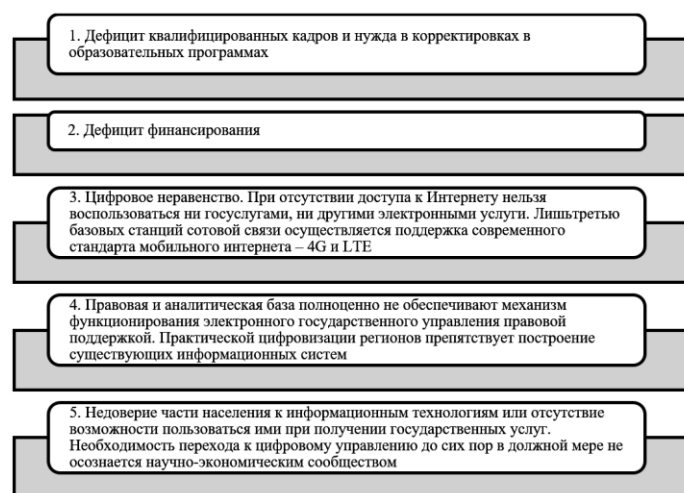 1. Дефицит квалифицированных кадров и нужда в корректировках в
образовательных программах
2. Дефицит финансирования
3. Цифровое неравенство. При отсутствии доступа к Интернету нельзя
воспользоваться ни госуслугами, ни другими электронными услуги. Лишьтретью
базовых станций сотовой связи осуществляется поддержка современного
стандарта мобильного интернета – 4G и LTE
4. Правовая и аналитическая база полноценно не обеспечивают механизм
функционирования электронного государственного управления правовой
поддержкой. Практической цифровизации регионов препятствует построение
существующих информационных систем
5. Недоверие части населения к информационным технологиям или отсутствие
возможности пользоваться ими при получении государственных услуг.
Необходимость перехода к цифровому управлению до сих пор в должной мере не
осознается научно-экономическим сообществом